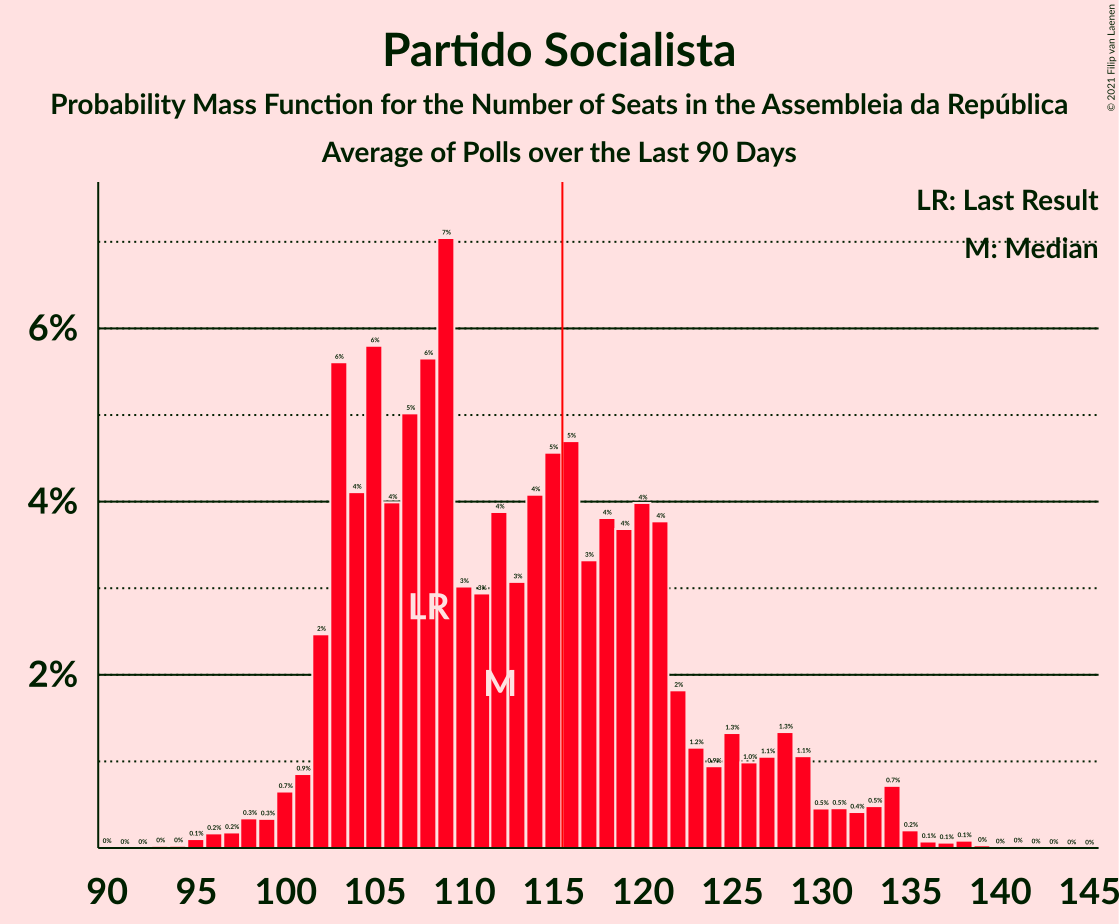 Partido Socialista
Probability Mass Function for the Number of Seats in the Assembleia da República
Average of Polls over the Last 90 Days
© 2021 Filip van Laenen
LR: Last Result
M: Median
6%
4%
2%
0% 0% 0% 0% 0% 0.1% 0.2% 0.2% 0.3% 0.3% 0.7% 0.9% 2% 6% 4% 6% 4% 5% 6% 7% 3% 3% 4% 3% 4% 5% 5% 3% 4% 4% 4% 4% 2% 1.2% 0.9% 1.3% 1.0% 1.1% 1.3% 1.1% 0.5% 0.5% 0.4% 0.5% 0.7% 0.2% 0.1% 0.1% 0.1% 0% 0% 0% 0% 0% 0% 0%
LR
M
90 95 100 105 110 115 120 125 130 135 140 145